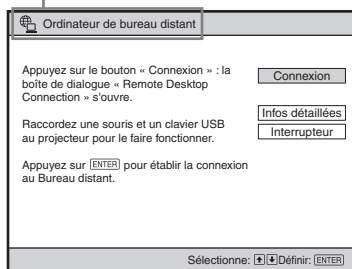 Ordinateur de bureau distant
Appuyez sur le bouton « Connexion » : la
boîte de dialogue « Remote Desktop
Connection » s'ouvre.
Connexion
Infos détaillées
Raccordez une souris et un clavier USB
au projecteur pour le faire fonctionner.
Interrupteur
Appuyez sur ENTER pour établir la connexion
au Bureau distant.
Sélectionne: Définir: ENTER